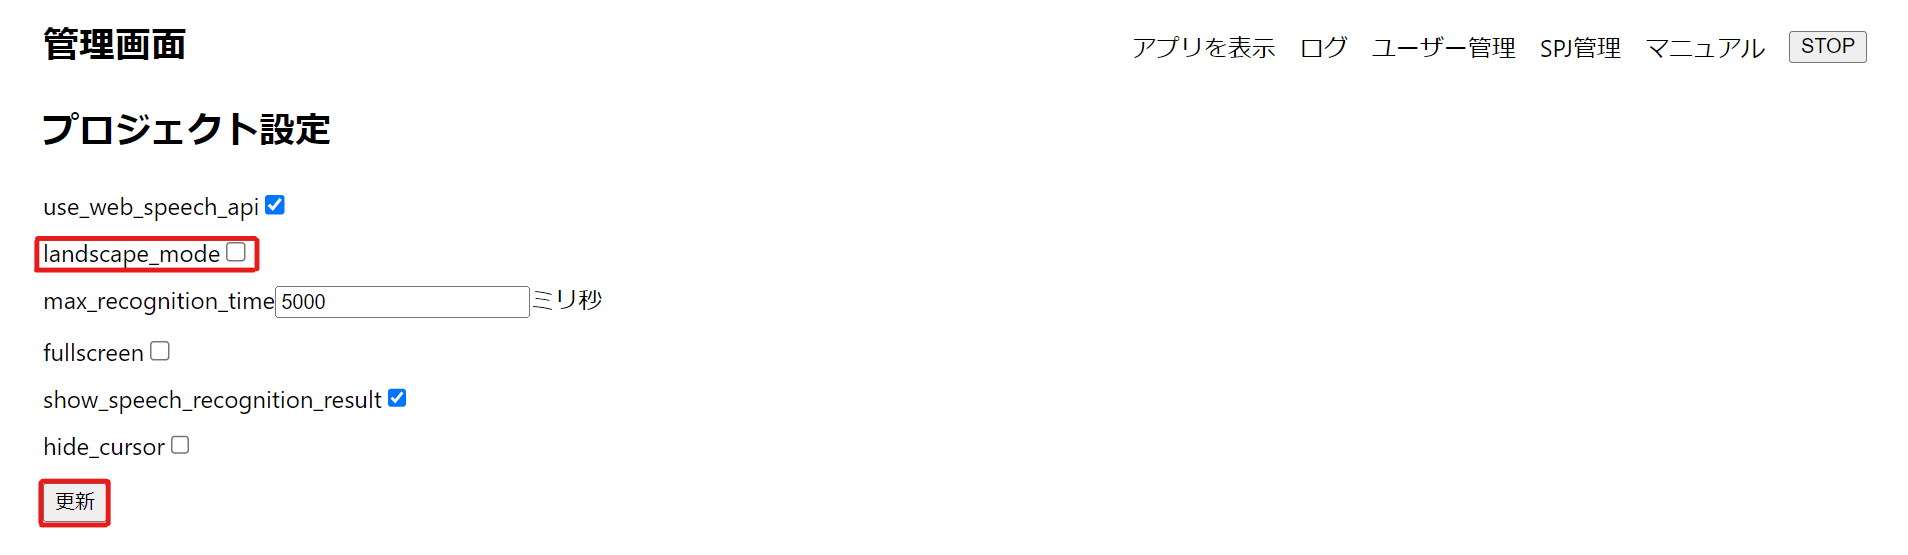 管理画面
アプリを表示 ログ ユーザー管理 SPJ管理 マニュアル STOP
プロジェクト設定
use_web_speech_api
landscape_mode
max_recognition_time 5000 ミリ秒
fullscreen
show_speech_recognition_result
hide_cursor
更新